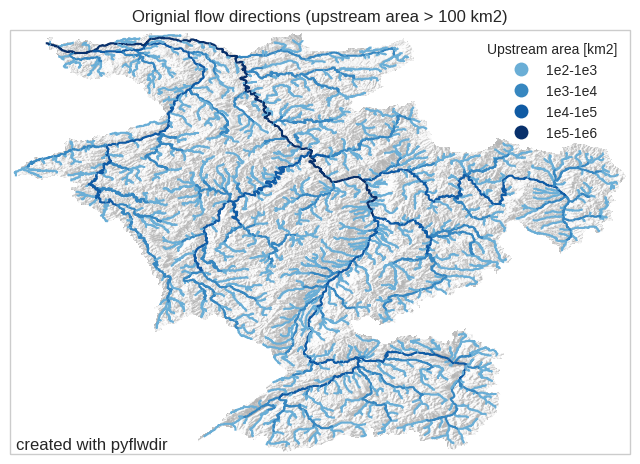 Orignial flow directions (upstream area > 100 km2)
Upstream area [km2]
1e2-1e3
1e3-1e4
1e4-1e5
1e5-1e6
created with pyflwdir